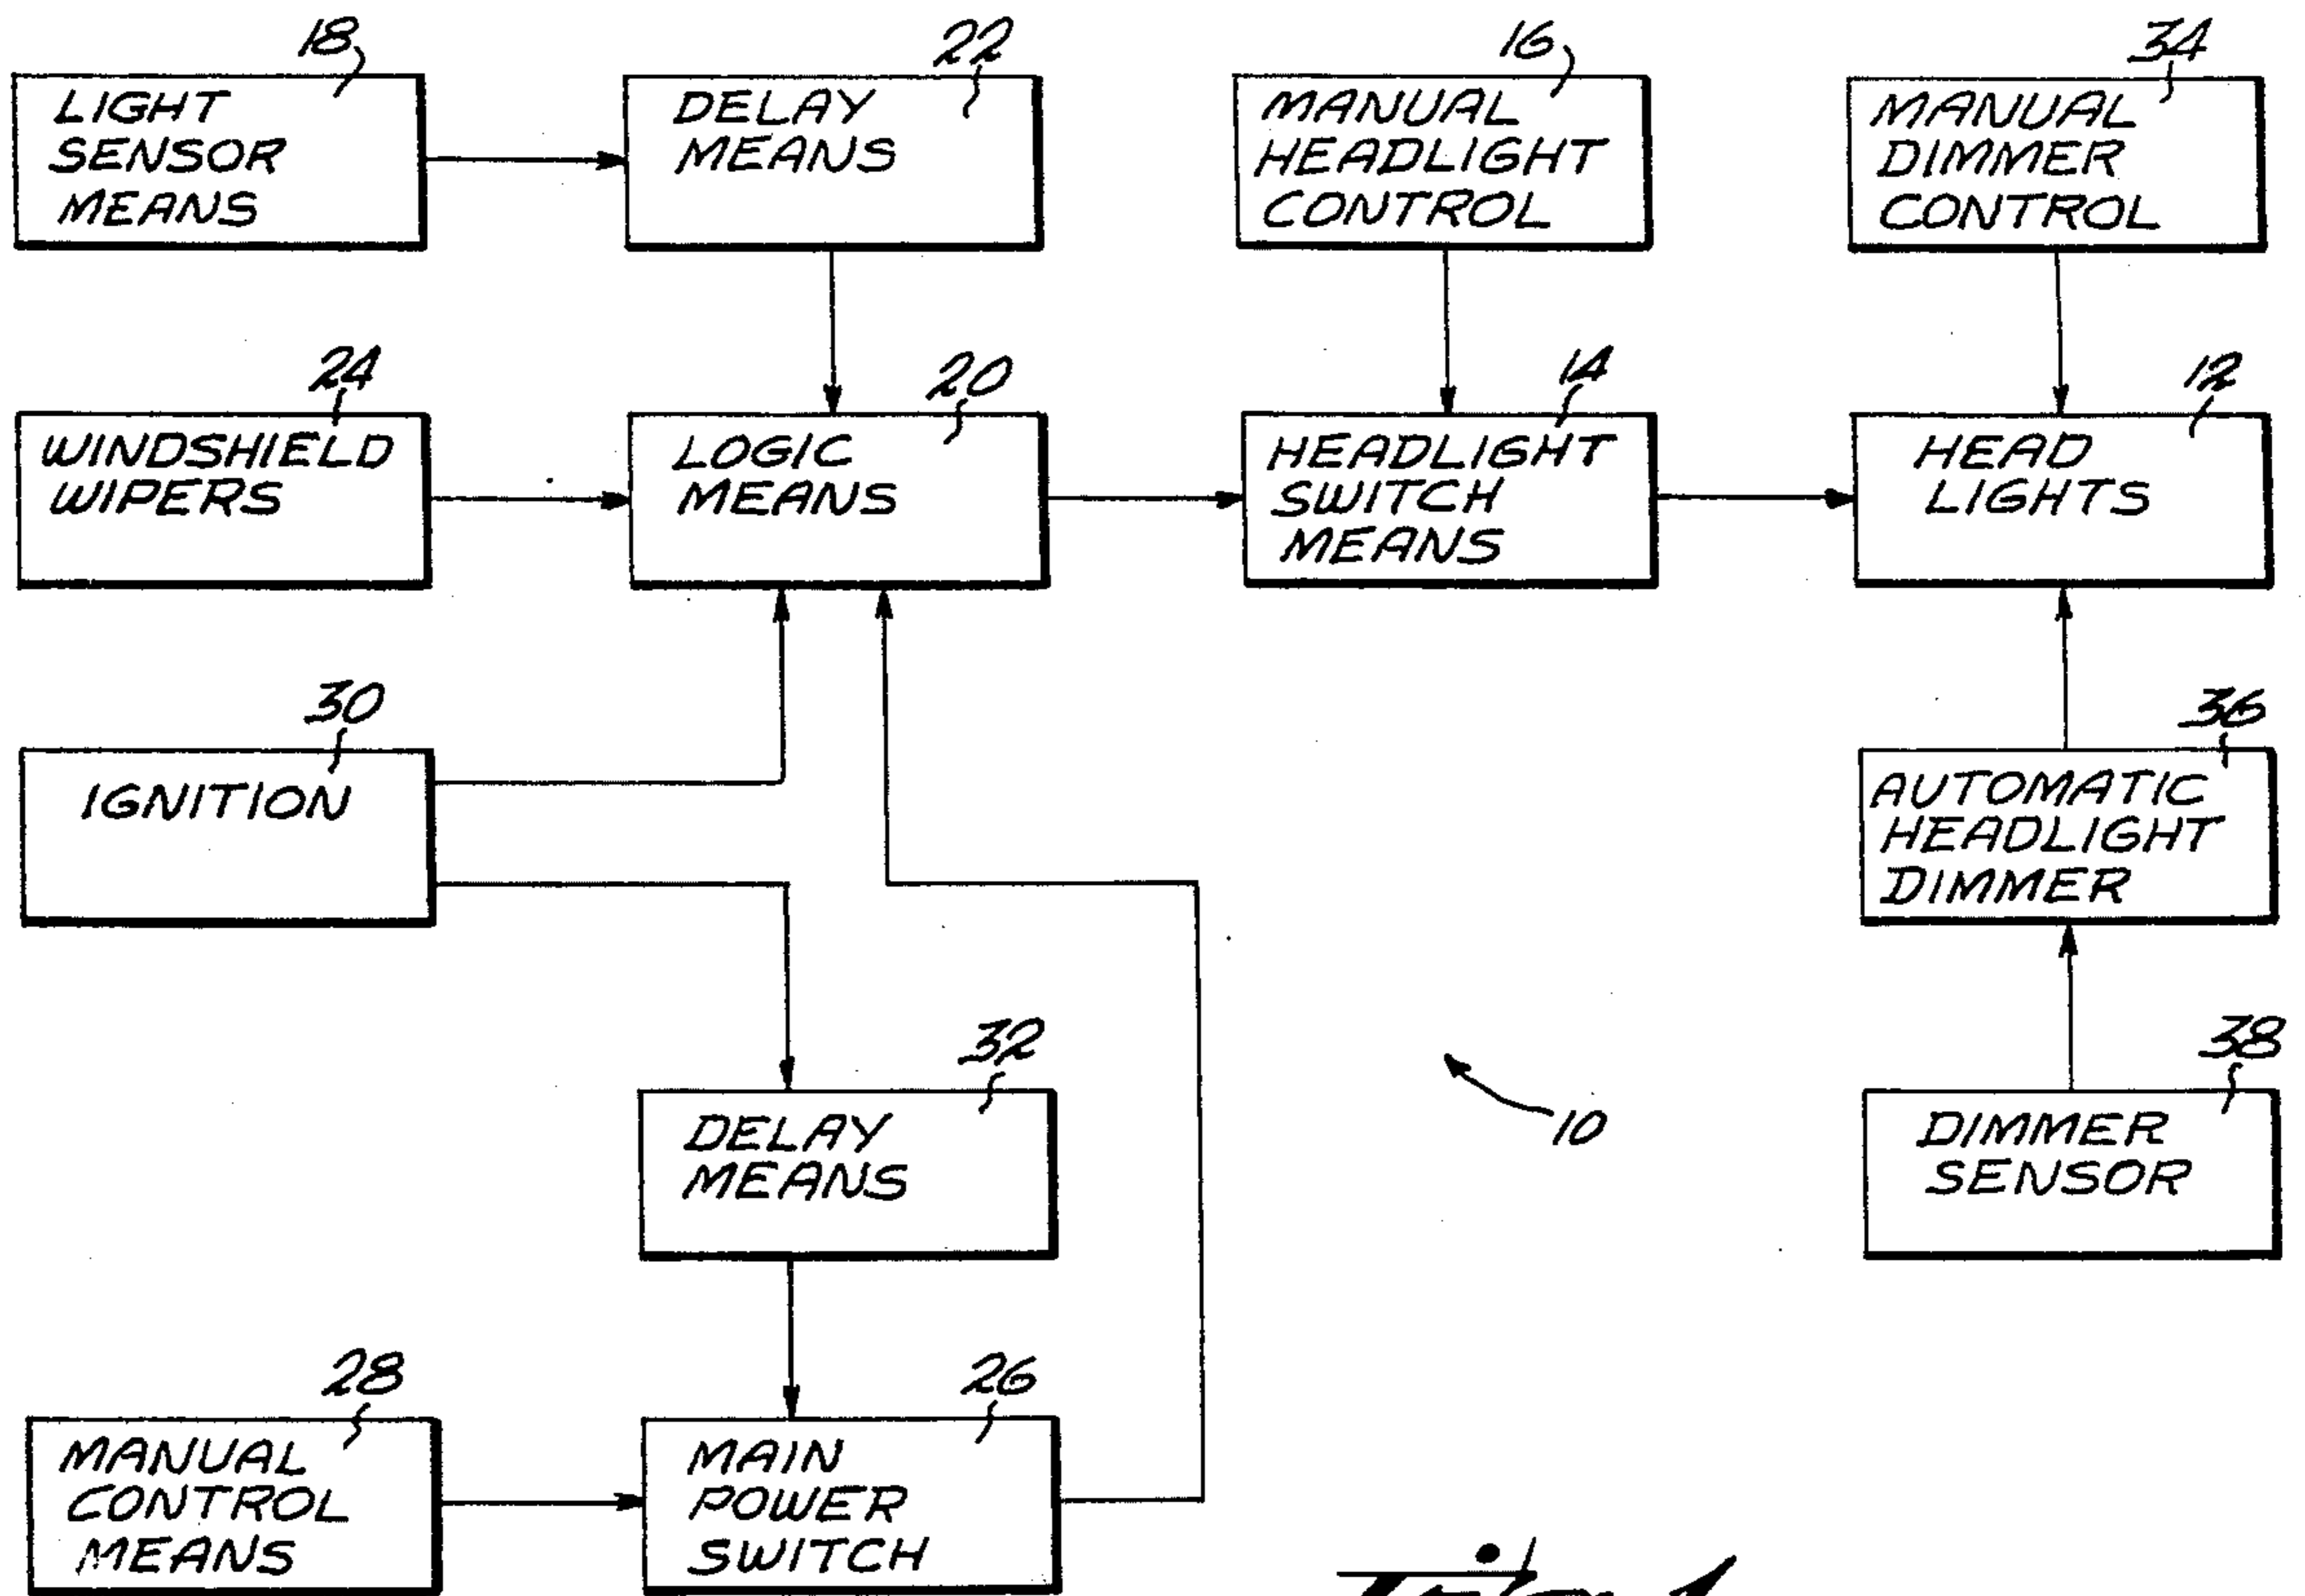 18
LIGHT
SENSOR
MEANS
22
DELAY
MEANS
16
MANUAL
HEADLIGHT
CONTROL
34
MANUAL
DIMMER
CONTROL
24
WINDSHIELD
WIPERS
20
LOGIC
MEANS
14
HEADLIGHT
SWITCH
MEANS
12
HEAD
LIGHTS
30
IGNITION
36
AUTOMATIC
HEADLIGHT
DIMMER
32
DELAY
MEANS
10
38
DIMMER
SENSOR
28
MANUAL
CONTROL
MEANS
26
MAIN
POWER
SWITCH